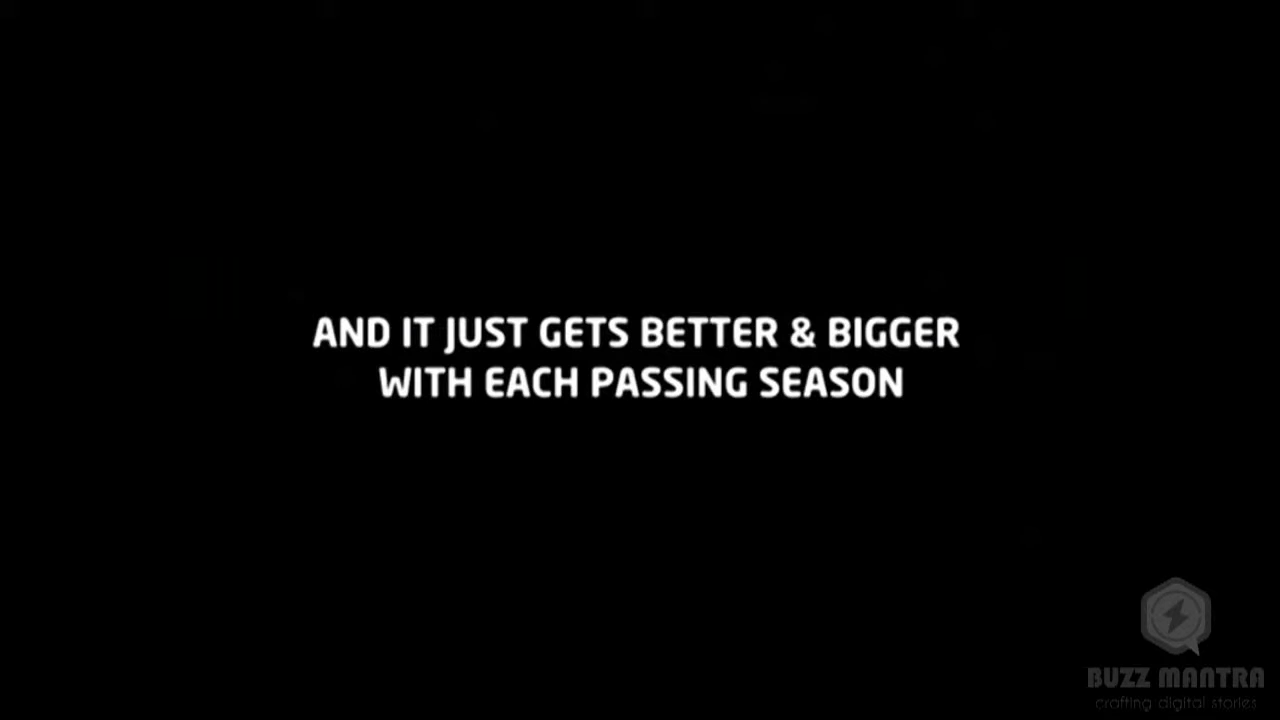 AND IT JUST GETS BETTER & BIGGER
WITH EACH PASSING SEASON
BUZZ MANTRA
crafting digital stories